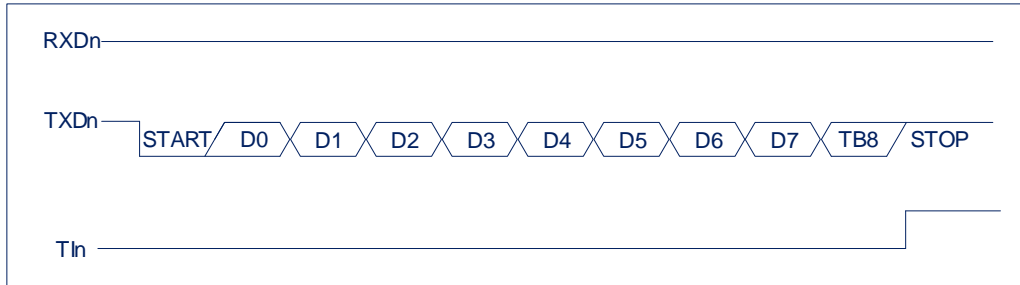 RXDn
TXDn
START D0 D1 D2 D3 D4 D5 D6 D7 TB8 STOP
TIn